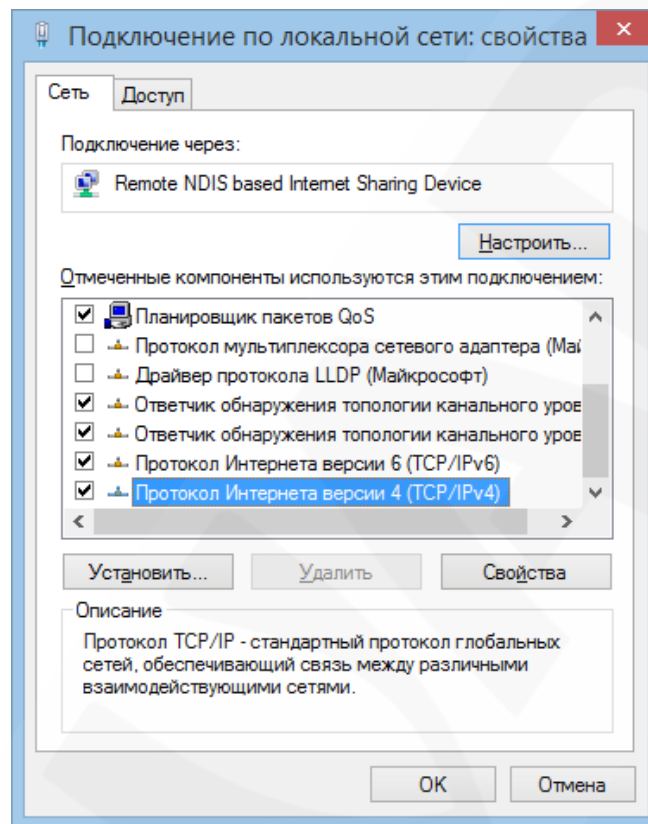 Подключение по локальной сети: свойства
Сеть
Доступ
Подключение через:
Remote NDIS based Internet Sharing Device
Настроить...
Отмеченные компоненты используются этим подключением:
Планировщик пакетов QoS
Протокол мультиплексора сетевого адаптера (Май
Драйвер протокола LLDP (Майкрософт)
Ответчик обнаружения топологии канального уров
Ответчик обнаружения топологии канального уров
Протокол Интернета версии 6 (TCP/IPv6)
Протокол Интернета версии 4 (TCP/IPv4)
Установить...
Удалить
Свойства
Описание
Протокол TCP/IP - стандартный протокол глобальных
сетей, обеспечивающий связь между различными
взаимодействующими сетями.
OK
Отмена